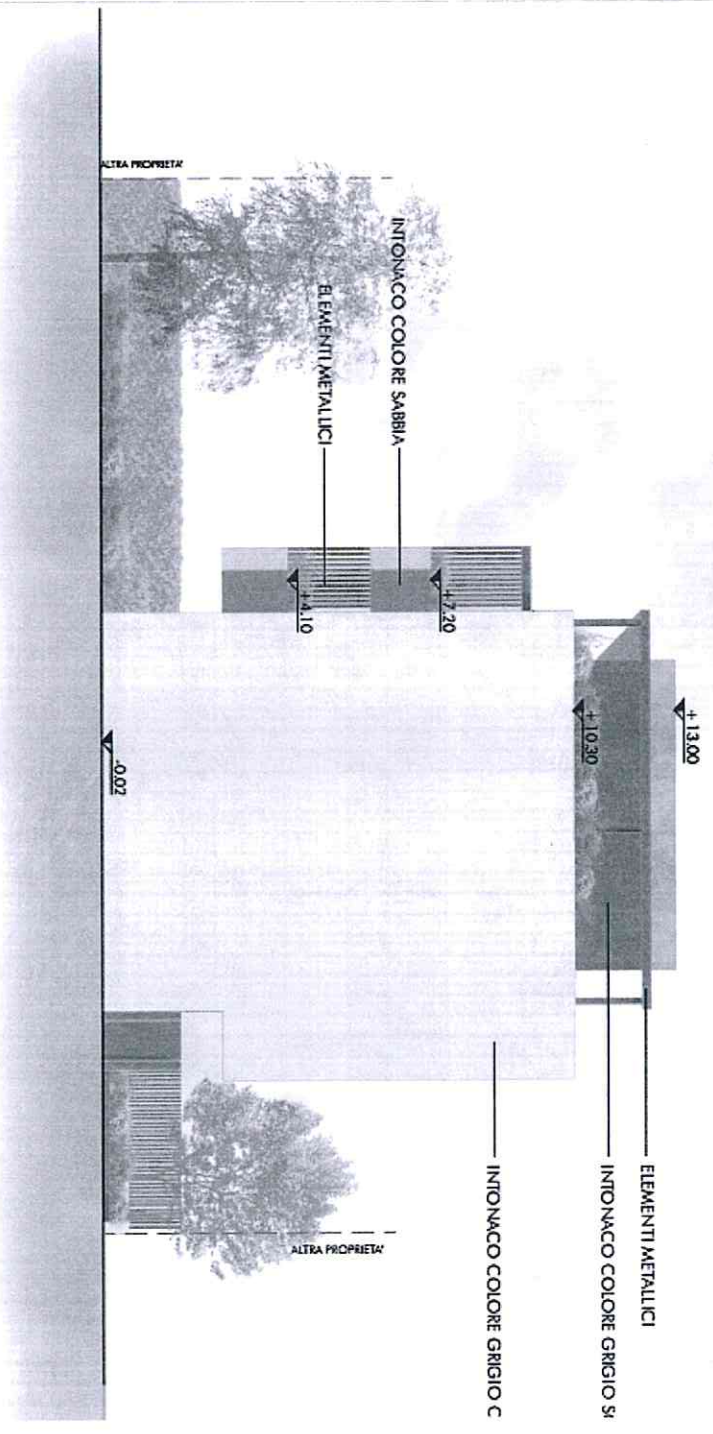 ALTRA PROPRIETA'
INTONACO COLORE SABBIA
ELEMENTI METALLICI
+ 13.00
+ 10.30
+7.20
+4.10
-0.02
ELEMENTI METALLICI
INTONACO COLORE GRIGIO
INTONACO COLORE GRIGIO C
ALTRA PROPRIETA'